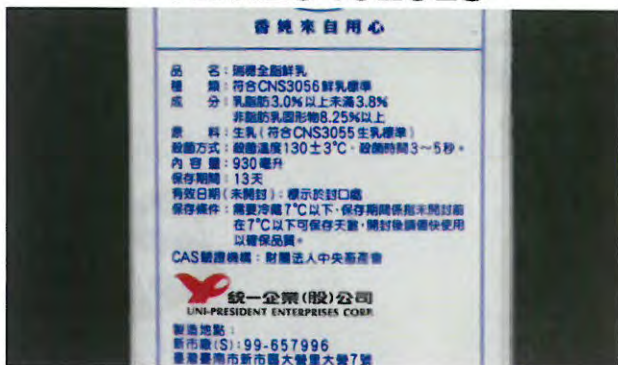 香純來自用心
品　名：瑞穗全脂鮮乳
種　類：符合CNS3056鮮乳標準
成　分：乳脂肪3.0%以上未滿3.8%
非脂肪乳固形物8.25%以上
原　料：生乳(符合CNS3055生乳標準)
殺菌方式：殺菌溫度130±3°C，殺菌時間3～5秒。
內容量：930毫升
保存期間：13天
有效日期(未開封)：標示於封口處
保存條件：需要冷藏7°C以下，保存期間係指未開封前
在7°C以下可保存天數，開封後請儘快使用
以確保品質。
CAS驗證機構：財團法人中央畜產會
統一企業(股)公司
UNI-PRESIDENT ENTERPRISES CORP.
製造地點：
新市廠(S)：99-657996
臺灣臺南市新市區大營里大營7號